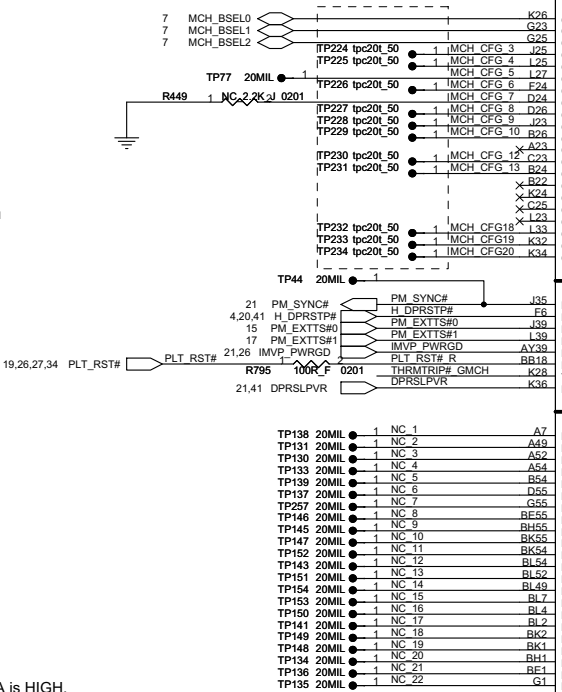 7 MCH_BSEL0 K26
7 MCH_BSEL1 G23
7 MCH_BSEL2 G25
TP224 tpc20t_50 1 MCH_CFG_3 J25
TP225 tpc20t_50 1 MCH_CFG_4 L25
TP77 20MIL 1 MCH_CFG_5 L27
TP226 tpc20t_50 1 MCH_CFG_6 F24
R449 1 NC_2.2K_J 2 0201 MCH_CFG_7 D24
TP227 tpc20t_50 1 MCH_CFG_8 D26
TP228 tpc20t_50 1 MCH_CFG_9 J23
TP229 tpc20t_50 1 MCH_CFG_10 B26
A23
TP230 tpc20t_50 1 MCH_CFG_12 C23
TP231 tpc20t_50 1 MCH_CFG_13 B24
B22
K24
C25
L23
TP232 tpc20t_50 1 MCH_CFG18 L33
TP233 tpc20t_50 1 MCH_CFG19 K32
TP234 tpc20t_50 1 MCH_CFG20 K34
TP44 20MIL 1
21 PM_SYNC# PM_SYNC# J35
4,20,41 H_DPRSTP# H_DPRSTP# F6
15 PM_EXTTS#0 PM_EXTTS#0 J39
17 PM_EXTTS#1 PM_EXTTS#1 L39
21,26 IMVP_PWRGD IMVP_PWRGD AY39
19,26,27,34 PLT_RST# PLT_RST# 1 2 PLT_RST#_R BB18
R795 100R_F 0201 THRMTRIP#_GMCH K28
21,41 DPRSLPVR DPRSLPVR K36
TP138 20MIL 1 NC_1 A7
TP131 20MIL 1 NC_2 A49
TP130 20MIL 1 NC_3 A52
TP133 20MIL 1 NC_4 A54
TP139 20MIL 1 NC_5 B54
TP137 20MIL 1 NC_6 D55
TP257 20MIL 1 NC_7 G55
TP146 20MIL 1 NC_8 BE55
TP145 20MIL 1 NC_9 BH55
TP147 20MIL 1 NC_10 BK55
TP152 20MIL 1 NC_11 BK54
TP143 20MIL 1 NC_12 BL54
TP151 20MIL 1 NC_13 BL52
TP154 20MIL 1 NC_14 BL49
TP153 20MIL 1 NC_15 BL7
TP150 20MIL 1 NC_16 BL4
TP141 20MIL 1 NC_17 BL2
TP149 20MIL 1 NC_18 BK2
TP148 20MIL 1 NC_19 BK1
TP134 20MIL 1 NC_20 BH1
TP136 20MIL 1 NC_21 BE1
TP135 20MIL 1 NC_22 G1
A is HIGH.